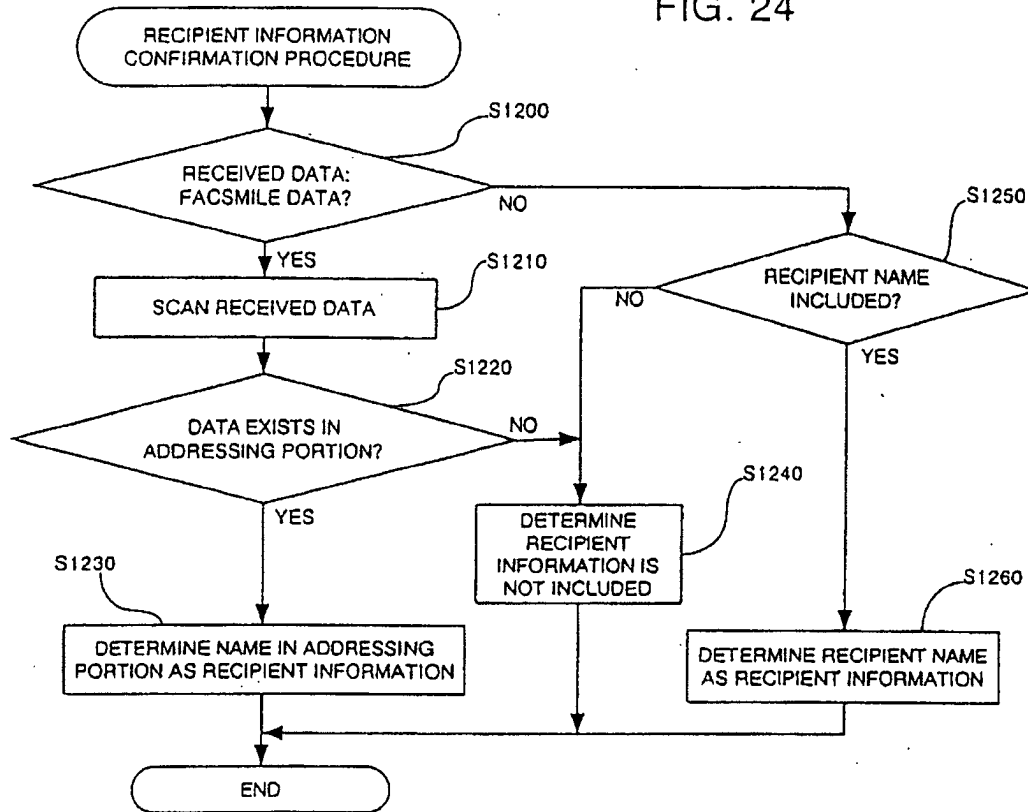 FIG. 24
RECIPIENT INFORMATION
CONFIRMATION PROCEDURE
S1200
RECEIVED DATA:
FACSMILE DATA?
NO
YES
S1250
RECIPIENT NAME
INCLUDED?
NO
YES
S1210
SCAN RECEIVED DATA
S1220
DATA EXISTS IN
ADDRESSING PORTION?
NO
YES
S1240
DETERMINE
RECIPIENT
INFORMATION IS
NOT INCLUDED
S1230
DETERMINE NAME IN ADDRESSING
PORTION AS RECIPIENT INFORMATION
S1260
DETERMINE RECIPIENT NAME
AS RECIPIENT INFORMATION
END